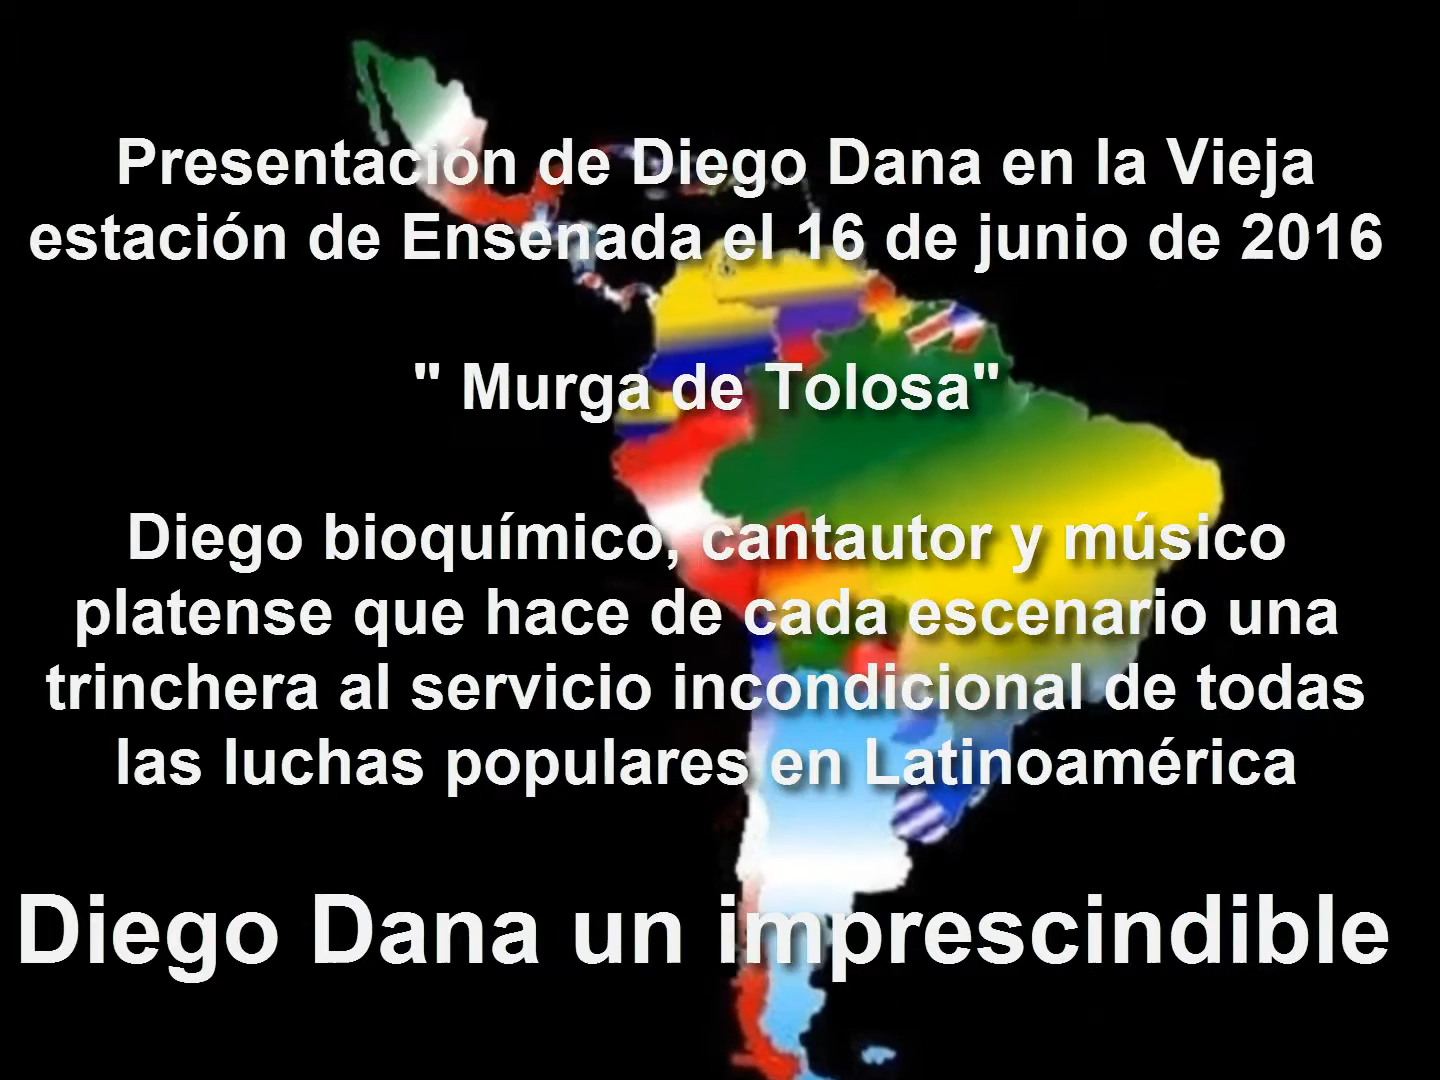 Presentación de Diego Dana en la Vieja
estación de Ensenada el 16 de junio de 2016
" Murga de Tolosa"
Diego bioquímico, cantautor y músico
platense que hace de cada escenario una
trinchera al servicio incondicional de todas
las luchas populares en Latinoamérica
Diego Dana un imprescindible